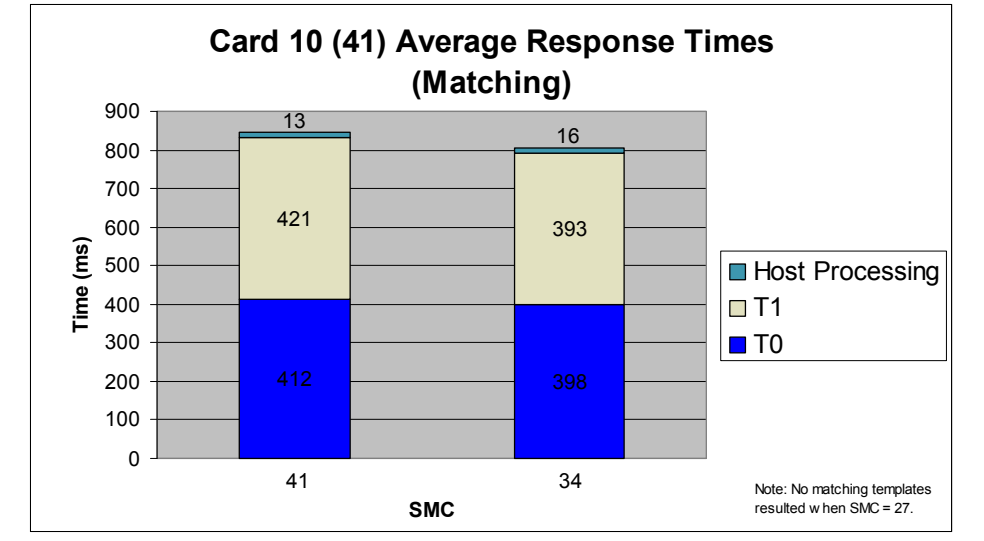 Card 10 (41) Average Response Times
(Matching)
900
800
700
600
500
400
300
200
100
0
Time (ms)
13
421
412
16
393
398
41
34
SMC
Host Processing
T1
T0
Note: No matching templates
resulted when SMC = 27.